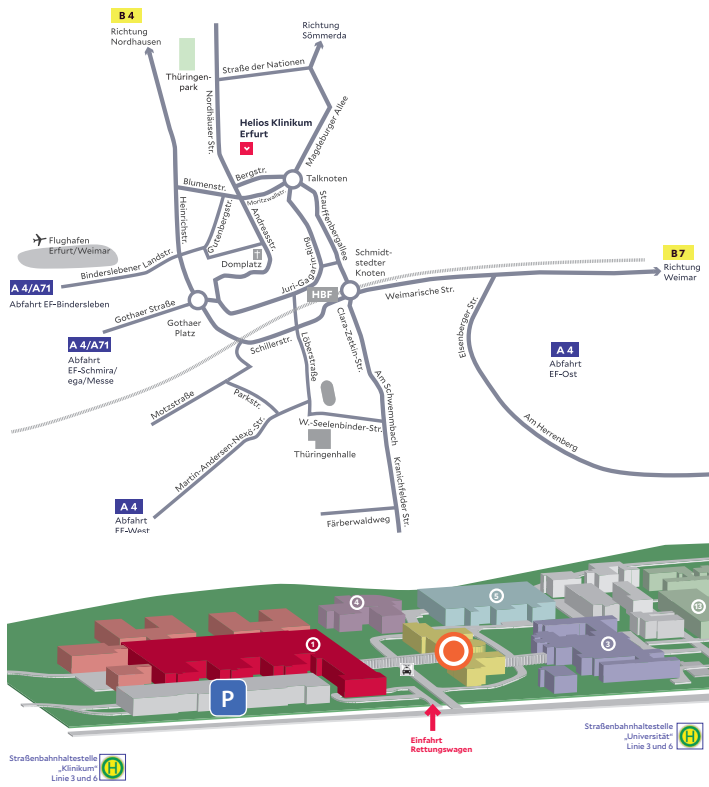 B 4
Richtung
Nordhausen
Richtung
Sömmerda
Straße der Nationen
Thüringen-
park
Nordhäuser Str.
Magdeburger Allee
Helios Klinikum
Erfurt
Bergstr.
Talknoten
Blumenstr.
Moritzwallstr.
Heinrichstr.
Gutenbergstr.
Andreasstr.
Stauffenbergallee
Juri-Gagarin-Ring
Flughafen
Erfurt/Weimar
Binderslebener Landstr.
Domplatz
Schmidt-
stedter
Knoten
B 7
Richtung
Weimar
A 4/A71
Abfahrt EF-Bindersleben
HBF
Weimarische Str.
Gothaer Straße
Gothaer
Platz
A 4/A71
Abfahrt
EF-Schmira/
ega/Messe
Schillerstr.
Löberstraße
Clara-Zetkin-Str.
Eisenberger Str.
A 4
Abfahrt
EF-Ost
Motzstraße
Parkstr.
Am Schwemmbach
W.-Seelenbinder-Str.
Thüringenhalle
Am Herrenberg
Martin-Andersen-Nexö-Str.
Kranichfelder Str.
A 4
Abfahrt
EF-West
Färberwaldweg
4
5
13
1
3
P
Einfahrt
Rettungswagen
Straßenbahnhaltestelle
„Universität“
Linie 3 und 6
H
Straßenbahnhaltestelle
„Klinikum“
Linie 3 und 6
H